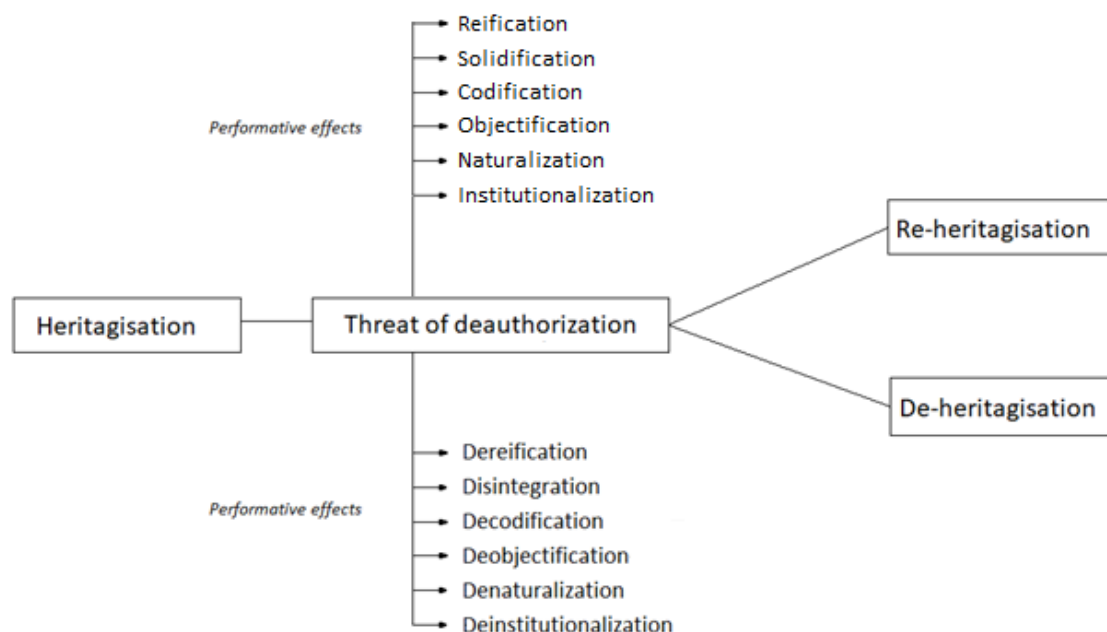 Reification
Solidification
Codification
Performative effects
Objectification
Naturalization
Institutionalization
Re-heritagisation
Heritagisation
Threat of deauthorization
De-heritagisation
Dereification
Disintegration
Performative effects
Decodification
Deobjectification
Denaturalization
Deinstitutionalization